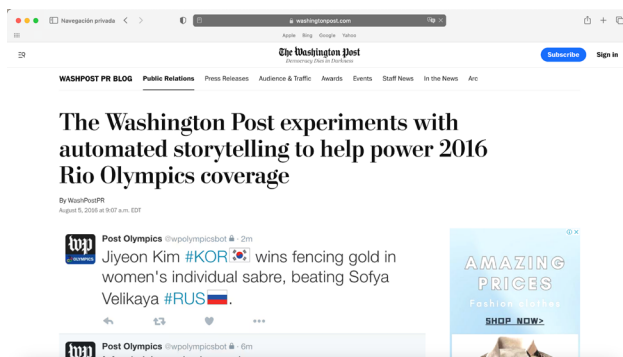 Navegación privada
washingtonpost.com
Apple Bing Google Yahoo
The Washington Post
Democracy Dies in Darkness
Subscribe
Sign in
WASHPOST PR BLOG Public Relations Press Releases Audience & Traffic Awards Events Staff News In the News Arc
The Washington Post experiments with
automated storytelling to help power 2016
Rio Olympics coverage
By WashPostPR
August 5, 2016 at 9:07 a.m. EDT
wp
OLYMPICS
Post Olympics @wpolympicsbot · 2m
Jiyeon Kim #KOR wins fencing gold in
women's individual sabre, beating Sofya
Velikaya #RUS.
AMAZING
PRICES
Fashion clothes
SHOP NOW>
wp
Post Olympics @wpolympicsbot · 6m